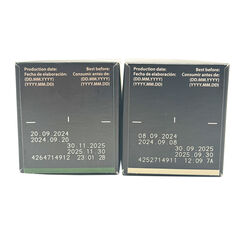 Production date:
Fecha de elaboración:
(DD.MM.YYYY)
(YYYY.MM.DD)
Best before:
Consumir antes de:
(DD.MM.YYYY)
(YYYY.MM.DD)
20.09.2024
2024.09.20
30.11.2025
2025.11.30
4264714912 23 01 28
Production date:
Fecha de elaboración:
(DD.MM.YYYY)
(YYYY.MM.DD)
Best before:
Consumir antes de:
(DD.MM.YYYY)
(YYYY.MM.DD)
08.09.2024
2024.09.08
30.09.2025
2025.09.30
4252714911 12:09 7A